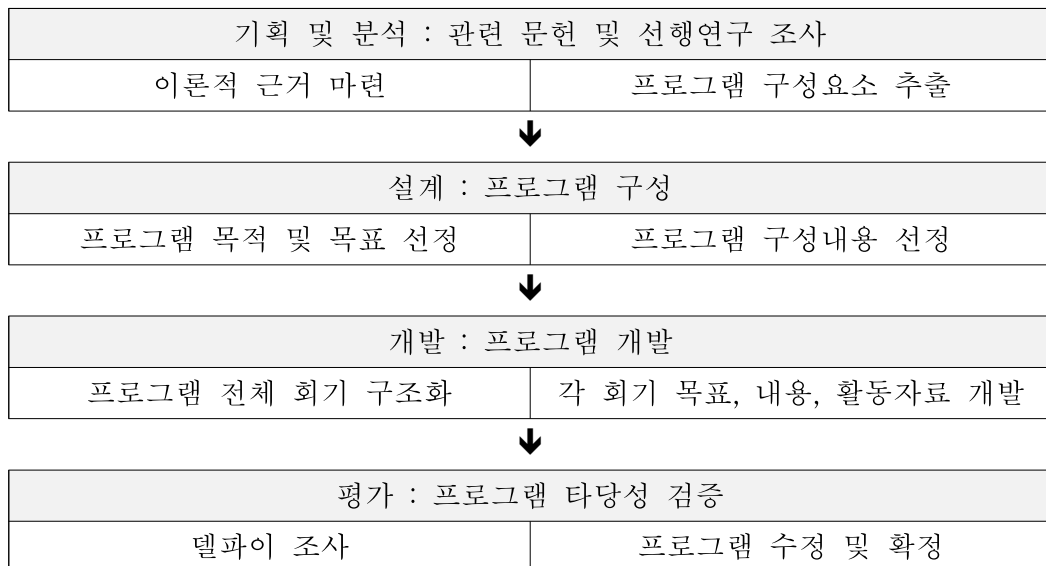 기획 및 분석 : 관련 문헌 및 선행연구 조사
이론적 근거 마련 프로그램 구성요소 추출
설계 : 프로그램 구성
프로그램 목적 및 목표 선정 프로그램 구성내용 선정
개발 : 프로그램 개발
프로그램 전체 회기 구조화 각 회기 목표, 내용, 활동자료 개발
평가 : 프로그램 타당성 검증
델파이 조사 프로그램 수정 및 확정